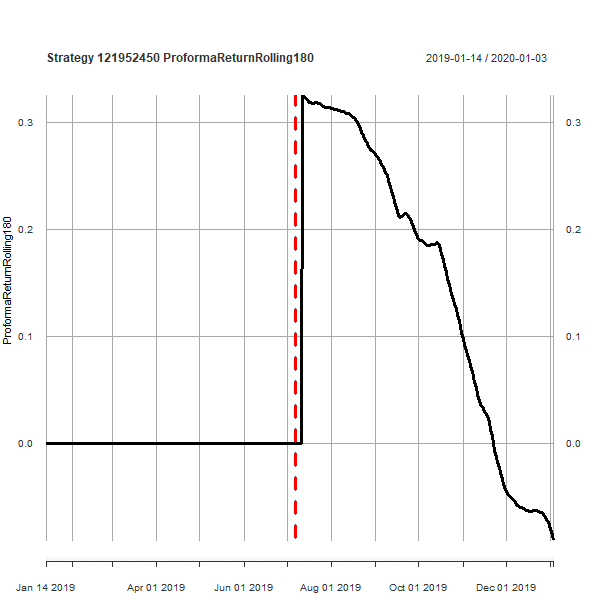 Strategy 121952450 ProformaReturnRolling180
2019-01-14 / 2020-01-03
ProformaReturnRolling180
0.3
0.3
0.2
0.2
0.1
0.1
0.0
0.0
Jan 14 2019
Apr 01 2019
Jun 01 2019
Aug 01 2019
Oct 01 2019
Dec 01 2019